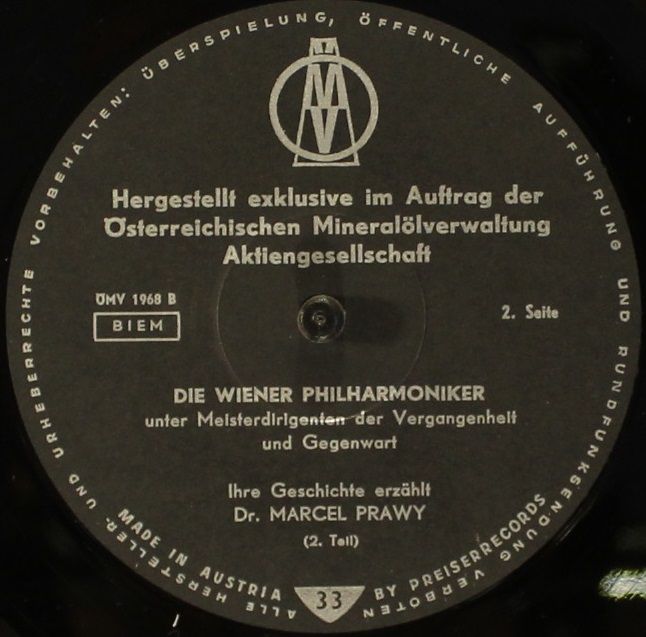 ALLE HERSTELLER- UND URHEBERRECHTE VORBEHALTEN: ÜBERSPIELUNG, ÖFFENTLICHE AUFFÜHRUNG UND RUNDFUNKSENDUNG VERBOTEN
ÖMV
Hergestellt exklusive im Auftrag der
Österreichischen Mineralölverwaltung
Aktiengesellschaft
ÖMV 1968 B
BIEM
2. Seite
DIE WIENER PHILHARMONIKER
unter Meisterdirigenten der Vergangenheit
und Gegenwart
Ihre Geschichte erzählt
Dr. MARCEL PRAWY
(2. Teil)
MADE IN AUSTRIA
33
BY PREISERRECORDS